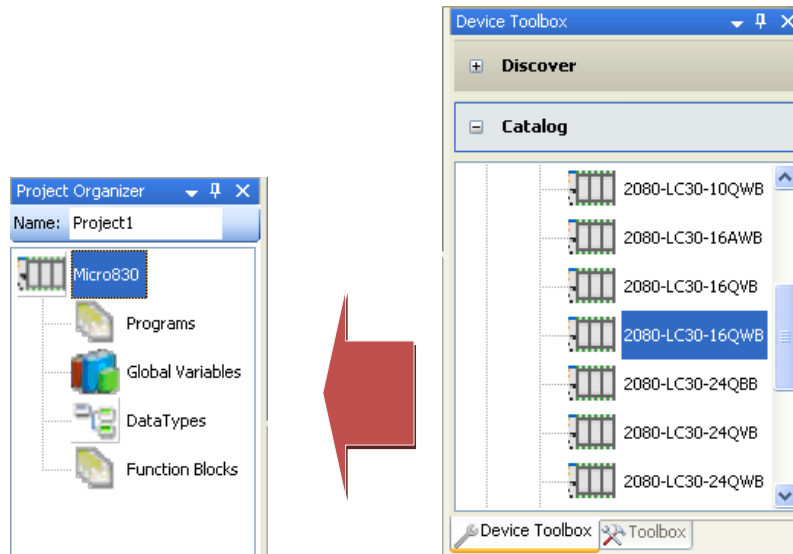 Project Organizer
Name: Project1
Micro830
Programs
Global Variables
DataTypes
Function Blocks
Device Toolbox
Discover
Catalog
2080-LC30-10QWB
2080-LC30-16AWB
2080-LC30-16QVB
2080-LC30-16QWB
2080-LC30-24QBB
2080-LC30-24QVB
2080-LC30-24QWB
Device Toolbox Toolbox